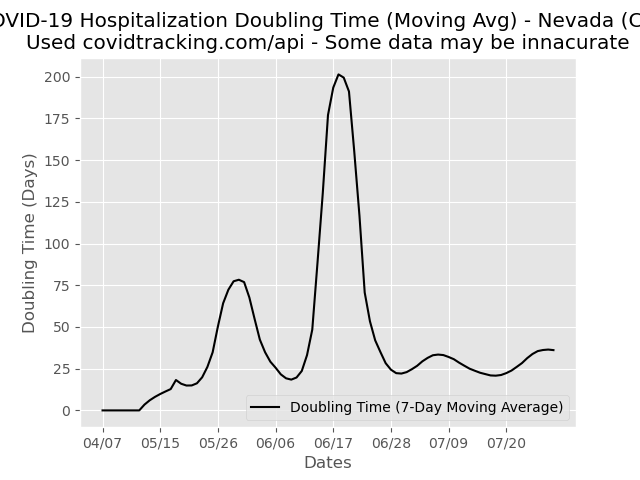 OVID-19 Hospitalization Doubling Time (Moving Avg) - Nevada (C
Used covidtracking.com/api - Some data may be innacurate
200
175
150
125
100
75
50
25
0
Doubling Time (Days)
Doubling Time (7-Day Moving Average)
04/07 05/15 05/26 06/06 06/17 06/28 07/09 07/20
Dates